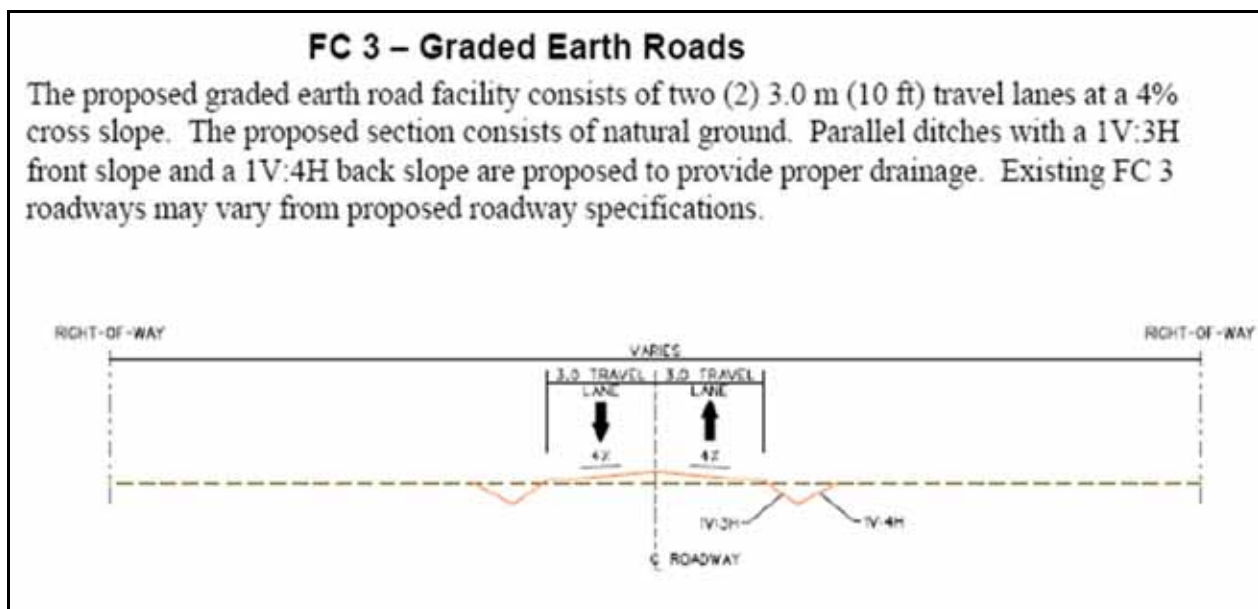 FC 3 – Graded Earth Roads
The proposed graded earth road facility consists of two (2) 3.0 m (10 ft) travel lanes at a 4%
cross slope. The proposed section consists of natural ground. Parallel ditches with a 1V:3H
front slope and a 1V:4H back slope are proposed to provide proper drainage. Existing FC 3
roadways may vary from proposed roadway specifications.
RIGHT-OF-WAY
RIGHT-OF-WAY
VARIES
3.0 TRAVEL
LANE
3.0 TRAVEL
LANE
4%
4%
1V:3H
1V:4H
℄ ROADWAY